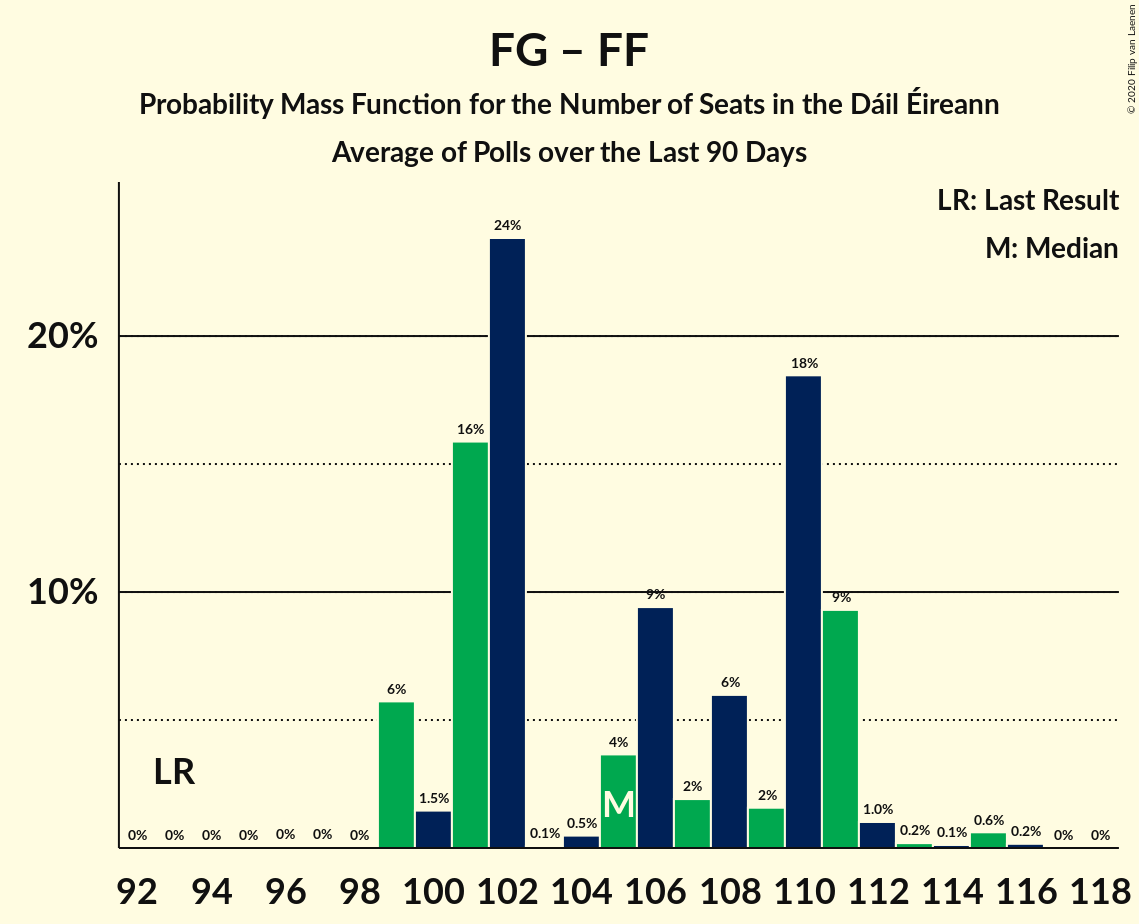 FG – FF
Probability Mass Function for the Number of Seats in the Dáil Éireann
Average of Polls over the Last 90 Days
© 2020 Filip van Laenen
LR: Last Result
M: Median
20%
10%
0% 0% 0% 0% 0% 0% 0% 6% 1.5% 16% 24% 0.1% 0.5% 4% 9% 2% 6% 2% 18% 9% 1.0% 0.2% 0.1% 0.6% 0.2% 0% 0%
LR
M
92 94 96 98 100 102 104 106 108 110 112 114 116 118